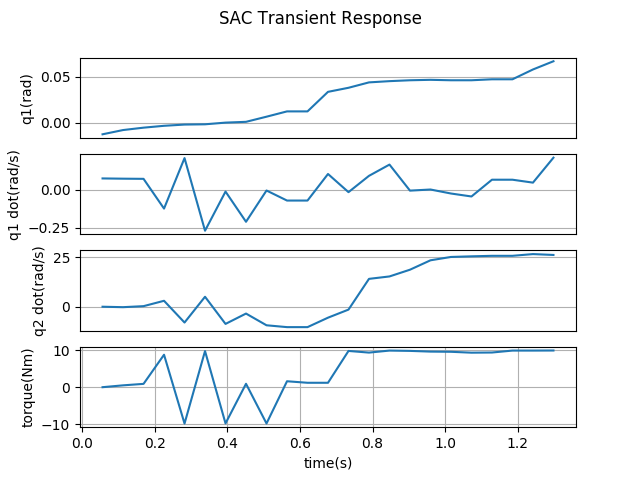 SAC Transient Response
q1(rad)
0.05
0.00
q1 dot(rad/s)
0.00
−0.25
q2 dot(rad/s)
25
0
torque(Nm)
10
0
−10
0.0 0.2 0.4 0.6 0.8 1.0 1.2
time(s)